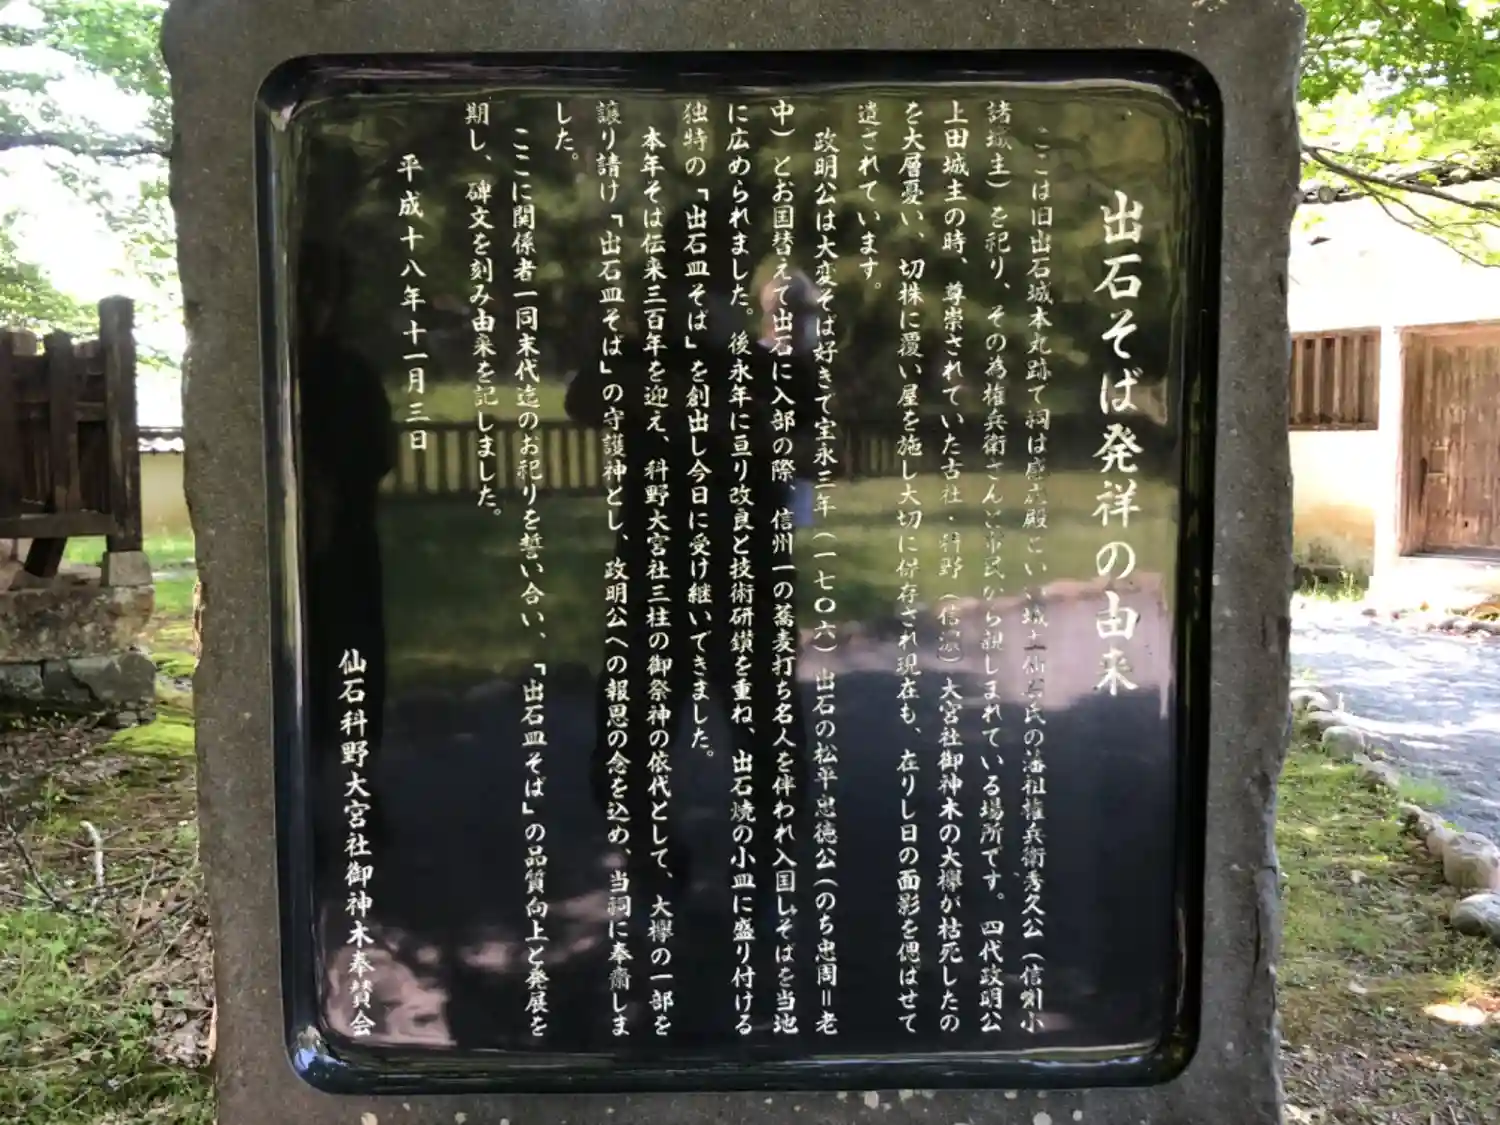 出石そば発祥の由来
ここは旧出石城本丸跡で祠は感応殿といい城主仙石氏の藩祖権兵衛秀久公(信州小
諸城主)を祀り、その為権兵衛さんと常民から親しまれている場所です。四代政明公
上田城主の時、尊崇されていた古社・科野(信濃)大宮社御神木の大欅が枯死したの
を大層憂い、切株に覆い屋を施し大切に保存され現在も、在りし日の面影を偲ばせて
遺されています。
政明公は大変そば好きで宝永三年(一七〇六)出石の松平忠徳公(のち忠周=老
中)とお国替えで出石に入部の際、信州一の蕎麦打ち名人を伴われ入国しそばを当地
に広められました。後永年に亘り改良と技術研鑚を重ね、出石焼の小皿に盛り付ける
独特の「出石皿そば」を創出し今日に受け継いできました。
本年そば伝来三百年を迎え、科野大宮社三柱の御祭神の依代として、大欅の一部を
譲り請け「出石皿そば」の守護神とし、政明公への報恩の念を込め、当祠に奉齋しま
した。
ここに関係者一同末代迄のお祀りを誓い合い、「出石皿そば」の品質向上と発展を
期し、碑文を刻み由来を記しました。
平成十八年十一月三日
仙石科野大宮社御神木奉賛会